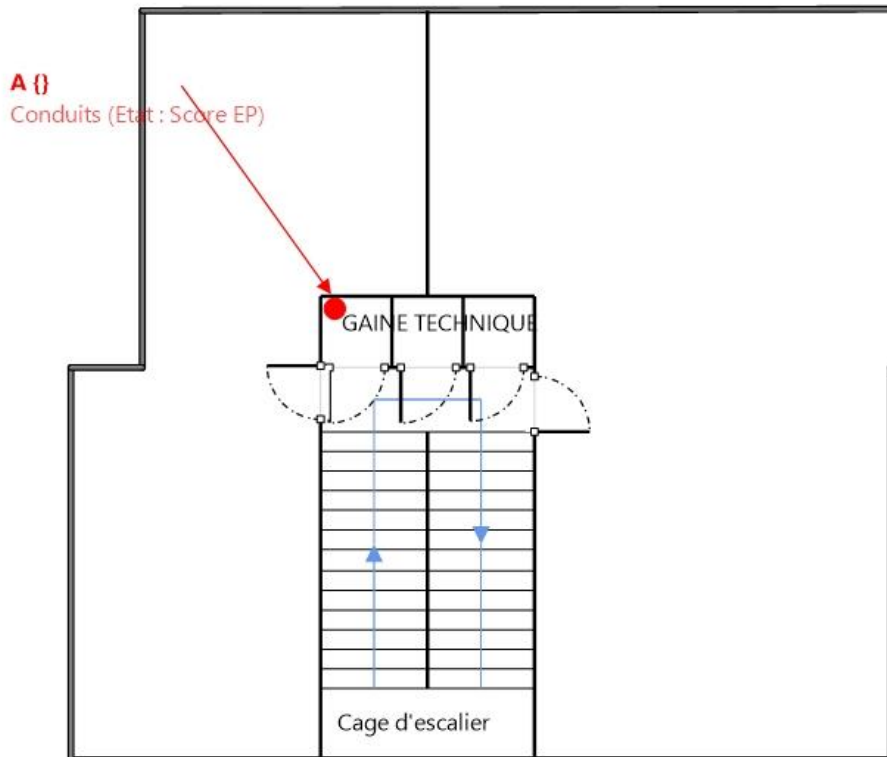 A {}
Conduits (Etat : Score EP)
GAINE TECHNIQUE
Cage d'escalier